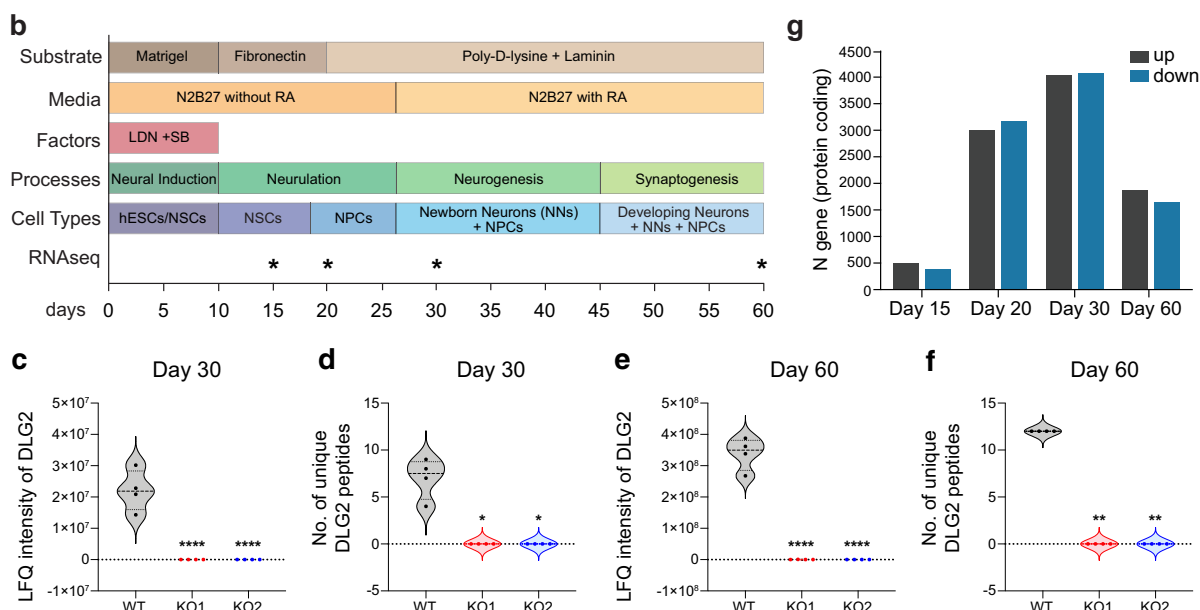 b
Substrate
Matrigel
Fibronectin
Poly-D-lysine + Laminin
Media
N2B27 without RA
N2B27 with RA
Factors
LDN +SB
Processes
Neural Induction
Neurulation
Neurogenesis
Synaptogenesis
Cell Types
hESCs/NSCs
NSCs
NPCs
Newborn Neurons (NNs)
+ NPCs
Developing Neurons
+ NNs + NPCs
RNAseq
* * * *
days
0 5 10 15 20 25 30 35 40 45 50 55 60
g
N gene (protein coding)
4500
4000
3500
3000
2500
2000
1500
1000
500
0
up
down
Day 15 Day 20 Day 30 Day 60
c
Day 30
LFQ intensity of DLG2
5×10⁷
4×10⁷
3×10⁷
2×10⁷
1×10⁷
0
-1×10⁷
**** ****
WT KO1 KO2
d
Day 30
No. of unique
DLG2 peptides
15
10
5
0
-5
* *
WT KO1 KO2
e
Day 60
LFQ intensity of DLG2
5×10⁸
4×10⁸
3×10⁸
2×10⁸
1×10⁸
0
-1×10⁸
**** ****
WT KO1 KO2
f
Day 60
No. of unique
DLG2 peptides
15
10
5
0
-5
** **
WT KO1 KO2